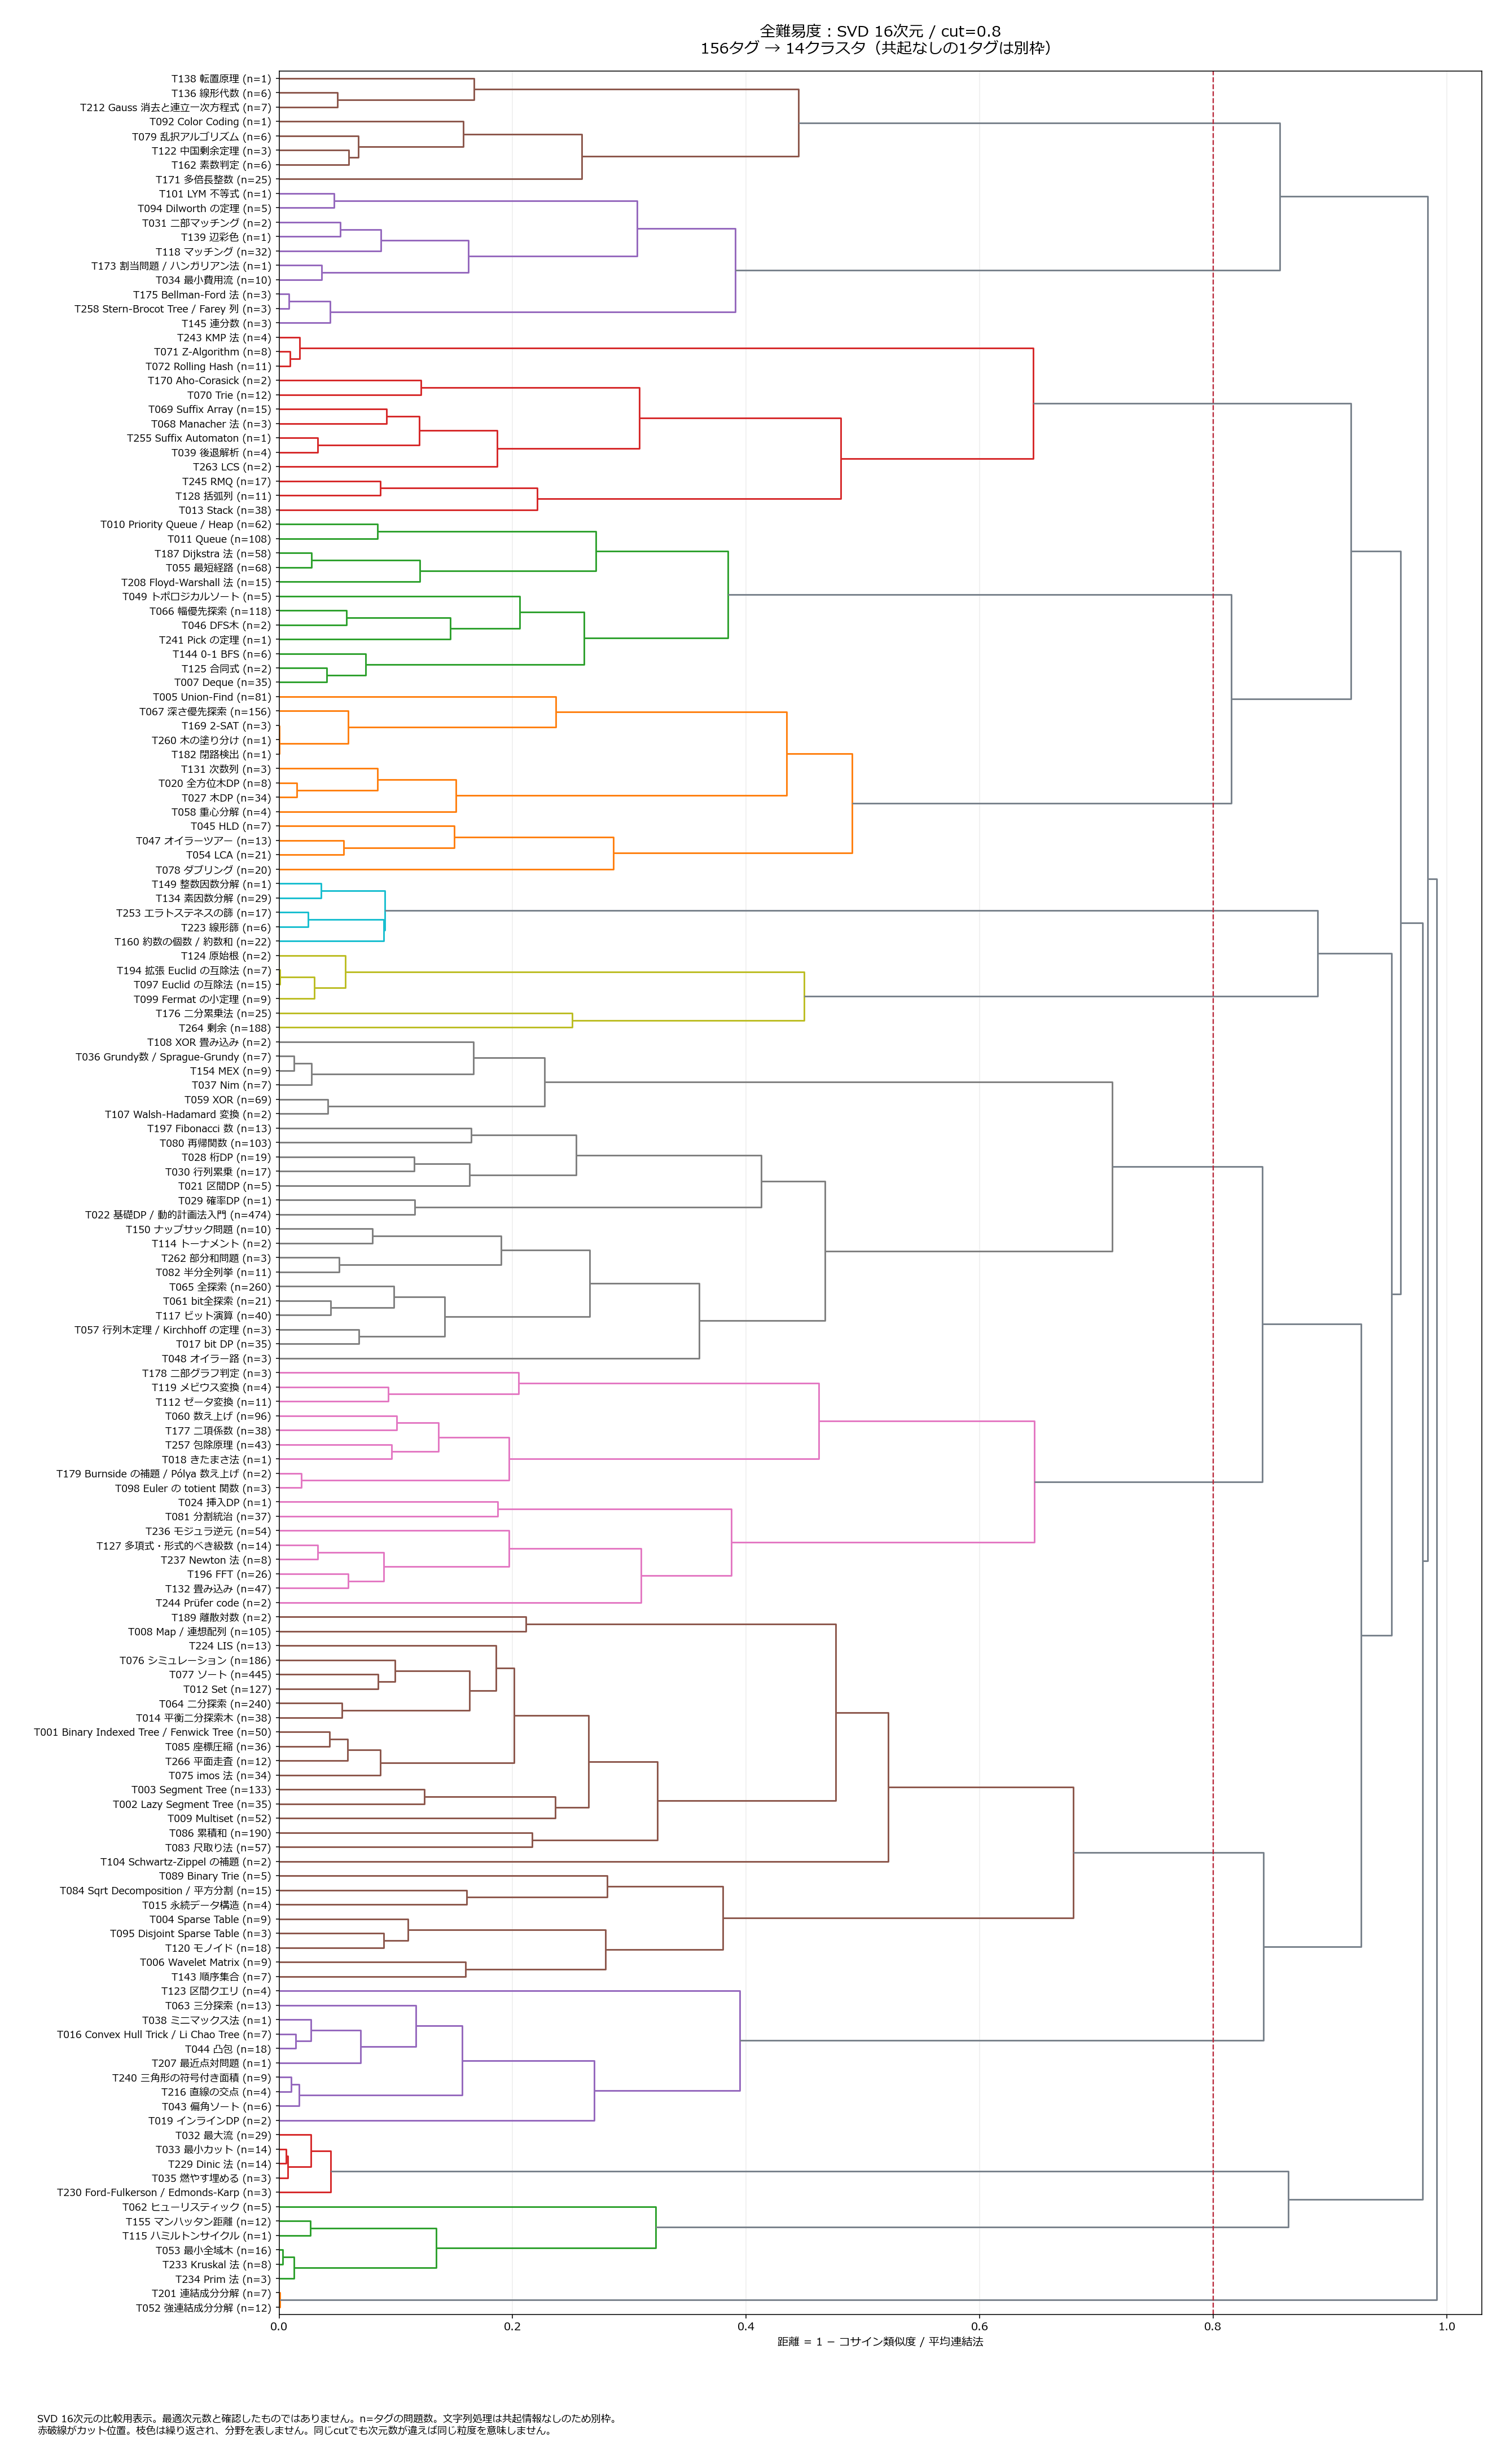 全難易度：SVD 16次元 / cut=0.8
156タグ → 14クラスタ（共起なしの1タグは別枠）
T138 転置原理 (n=1)
T136 線形代数 (n=6)
T212 Gauss 消去と連立一次方程式 (n=7)
T092 Color Coding (n=1)
T079 乱択アルゴリズム (n=6)
T122 中国剰余定理 (n=3)
T162 素数判定 (n=6)
T171 多倍長整数 (n=25)
T101 LYM 不等式 (n=1)
T094 Dilworth の定理 (n=5)
T031 二部マッチング (n=2)
T139 辺彩色 (n=1)
T118 マッチング (n=32)
T173 割当問題 / ハンガリアン法 (n=1)
T034 最小費用流 (n=10)
T175 Bellman-Ford 法 (n=3)
T258 Stern-Brocot Tree / Farey 列 (n=3)
T145 連分数 (n=3)
T243 KMP 法 (n=4)
T071 Z-Algorithm (n=8)
T072 Rolling Hash (n=11)
T170 Aho-Corasick (n=2)
T070 Trie (n=12)
T069 Suffix Array (n=15)
T068 Manacher 法 (n=3)
T255 Suffix Automaton (n=1)
T039 後退解析 (n=4)
T263 LCS (n=2)
T245 RMQ (n=17)
T128 括弧列 (n=11)
T013 Stack (n=38)
T010 Priority Queue / Heap (n=62)
T011 Queue (n=108)
T187 Dijkstra 法 (n=58)
T055 最短経路 (n=68)
T208 Floyd-Warshall 法 (n=15)
T049 トポロジカルソート (n=5)
T066 幅優先探索 (n=118)
T046 DFS木 (n=2)
T241 Pick の定理 (n=1)
T144 0-1 BFS (n=6)
T125 合同式 (n=2)
T007 Deque (n=35)
T005 Union-Find (n=81)
T067 深さ優先探索 (n=156)
T169 2-SAT (n=3)
T260 木の塗り分け (n=1)
T182 閉路検出 (n=1)
T131 次数列 (n=3)
T020 全方位木DP (n=8)
T027 木DP (n=34)
T058 重心分解 (n=4)
T045 HLD (n=7)
T047 オイラーツアー (n=13)
T054 LCA (n=21)
T078 ダブリング (n=20)
T149 整数因数分解 (n=1)
T134 素因数分解 (n=29)
T253 エラトステネスの篩 (n=17)
T223 線形篩 (n=6)
T160 約数の個数 / 約数和 (n=22)
T124 原始根 (n=2)
T194 拡張 Euclid の互除法 (n=7)
T097 Euclid の互除法 (n=15)
T099 Fermat の小定理 (n=9)
T176 二分累乗法 (n=25)
T264 剰余 (n=188)
T108 XOR 畳み込み (n=2)
T036 Grundy数 / Sprague-Grundy (n=7)
T154 MEX (n=9)
T037 Nim (n=7)
T059 XOR (n=69)
T107 Walsh-Hadamard 変換 (n=2)
T197 Fibonacci 数 (n=13)
T080 再帰関数 (n=103)
T028 桁DP (n=19)
T030 行列累乗 (n=17)
T021 区間DP (n=5)
T029 確率DP (n=1)
T022 基礎DP / 動的計画法入門 (n=474)
T150 ナップサック問題 (n=10)
T114 トーナメント (n=2)
T262 部分和問題 (n=3)
T082 半分全列挙 (n=11)
T065 全探索 (n=260)
T061 bit全探索 (n=21)
T117 ビット演算 (n=40)
T057 行列木定理 / Kirchhoff の定理 (n=3)
T017 bit DP (n=35)
T048 オイラー路 (n=3)
T178 二部グラフ判定 (n=3)
T119 メビウス変換 (n=4)
T112 ゼータ変換 (n=11)
T060 数え上げ (n=96)
T177 二項係数 (n=38)
T257 包除原理 (n=43)
T018 きたまさ法 (n=1)
T179 Burnside の補題 / Pólya 数え上げ (n=2)
T098 Euler の totient 関数 (n=3)
T024 挿入DP (n=1)
T081 分割統治 (n=37)
T236 モジュラ逆元 (n=54)
T127 多項式・形式的べき級数 (n=14)
T237 Newton 法 (n=8)
T196 FFT (n=26)
T132 畳み込み (n=47)
T244 Prüfer code (n=2)
T189 離散対数 (n=2)
T008 Map / 連想配列 (n=105)
T224 LIS (n=13)
T076 シミュレーション (n=186)
T077 ソート (n=445)
T012 Set (n=127)
T064 二分探索 (n=240)
T014 平衡二分探索木 (n=38)
T001 Binary Indexed Tree / Fenwick Tree (n=50)
T085 座標圧縮 (n=36)
T266 平面走査 (n=12)
T075 imos 法 (n=34)
T003 Segment Tree (n=133)
T002 Lazy Segment Tree (n=35)
T009 Multiset (n=52)
T086 累積和 (n=190)
T083 尺取り法 (n=57)
T104 Schwartz-Zippel の補題 (n=2)
T089 Binary Trie (n=5)
T084 Sqrt Decomposition / 平方分割 (n=15)
T015 永続データ構造 (n=4)
T004 Sparse Table (n=9)
T095 Disjoint Sparse Table (n=3)
T120 モノイド (n=18)
T006 Wavelet Matrix (n=9)
T143 順序集合 (n=7)
T123 区間クエリ (n=4)
T063 三分探索 (n=13)
T038 ミニマックス法 (n=1)
T016 Convex Hull Trick / Li Chao Tree (n=7)
T044 凸包 (n=18)
T207 最近点対問題 (n=1)
T240 三角形の符号付き面積 (n=9)
T216 直線の交点 (n=4)
T043 偏角ソート (n=6)
T019 インラインDP (n=2)
T032 最大流 (n=29)
T033 最小カット (n=14)
T229 Dinic 法 (n=14)
T035 燃やす埋める (n=3)
T230 Ford-Fulkerson / Edmonds-Karp (n=3)
T062 ヒューリスティック (n=5)
T155 マンハッタン距離 (n=12)
T115 ハミルトンサイクル (n=1)
T053 最小全域木 (n=16)
T233 Kruskal 法 (n=8)
T234 Prim 法 (n=3)
T201 連結成分分解 (n=7)
T052 強連結成分分解 (n=12)
0.0 0.2 0.4 0.6 0.8 1.0
距離 = 1 − コサイン類似度 / 平均連結法
SVD 16次元の比較用表示。最適次元数と確認したものではありません。n=タグの問題数。文字列処理は共起情報なしのため別枠。
赤破線がカット位置。枝色は繰り返され、分野を表しません。同じcutでも次元数が違えば同じ粒度を意味しません。